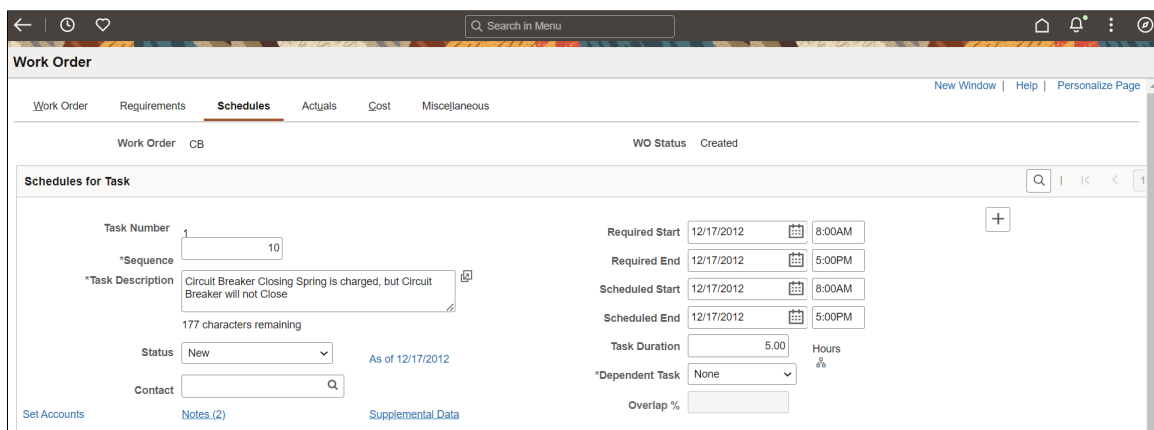 Search in Menu
Work Order
New Window | Help | Personalize Page
Work Order Requirements Schedules Actuals Cost Miscellaneous
Work Order CB WO Status Created
Schedules for Task
1
Task Number 1
*Sequence 10
*Task Description Circuit Breaker Closing Spring is charged, but Circuit
Breaker will not Close
177 characters remaining
Status New As of 12/17/2012
Contact
Set Accounts Notes (2) Supplemental Data
Required Start 12/17/2012 8:00AM
Required End 12/17/2012 5:00PM
Scheduled Start 12/17/2012 8:00AM
Scheduled End 12/17/2012 5:00PM
Task Duration 5.00 Hours
*Dependent Task None
Overlap %